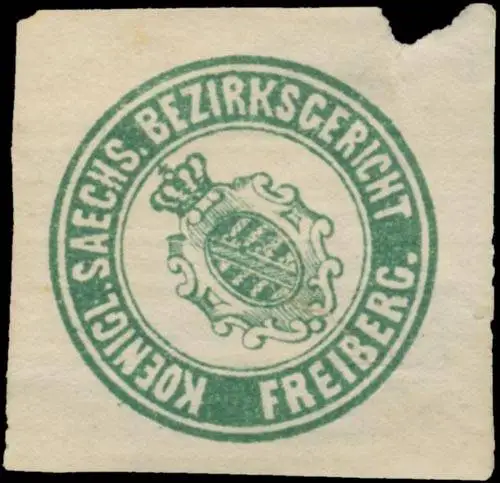 KOENIGL. SAECHS. BEZIRKSGERICHT
FREIBERG.